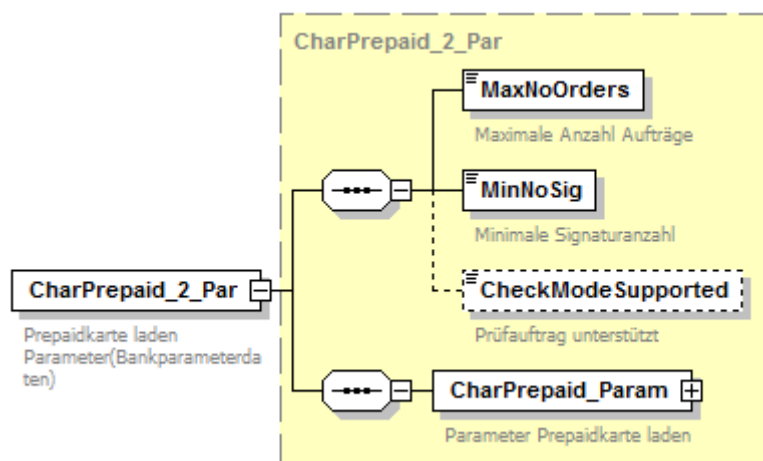 CharPrepaid_2_Par
MaxNoOrders
Maximale Anzahl Aufträge
MinNoSig
Minimale Signaturanzahl
CharPrepaid_2_Par
CheckModeSupported
Prepaidkarte laden
Parameter(Bankparameterda
ten)
Prüfauftrag unterstützt
CharPrepaid_Param
Parameter Prepaidkarte laden